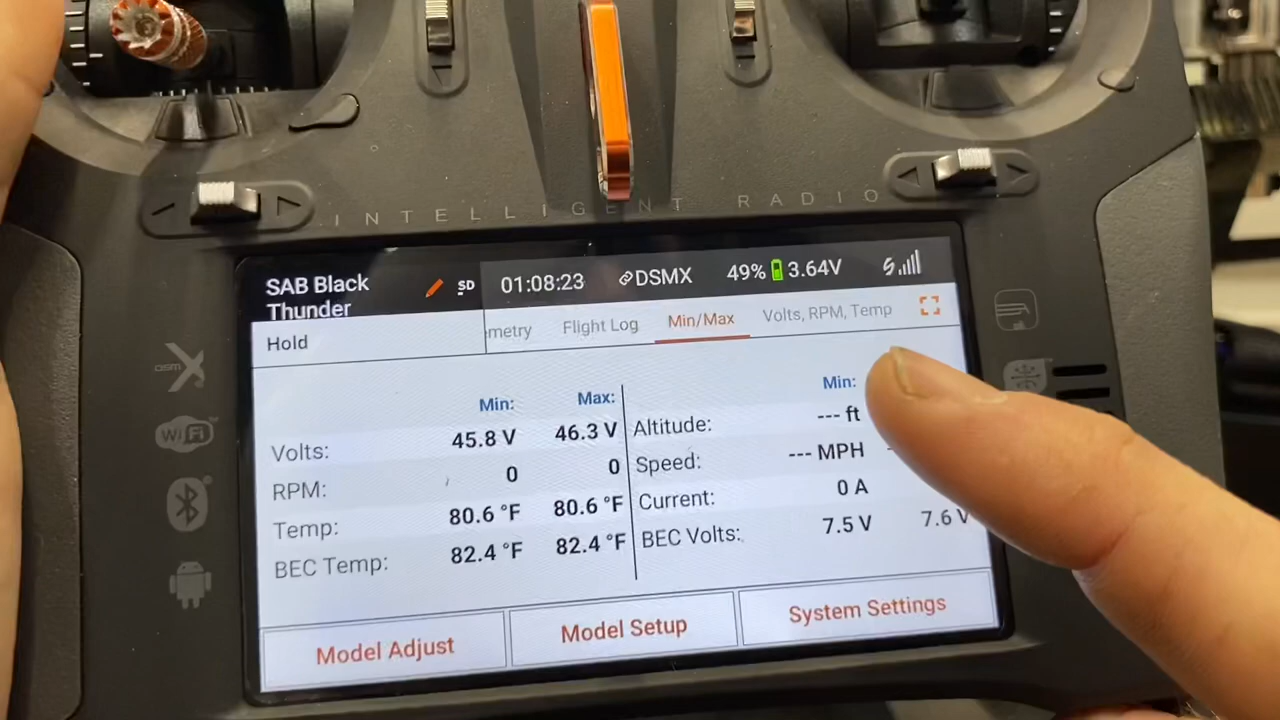 INTELLIGENT RADIO
SAB Black
Thunder
SD
01:08:23
DSMX
49%
3.64V
Hold
metry
Flight Log
Min/Max
Volts, RPM, Temp
Min:
Max:
Volts:
45.8 V
46.3 V
RPM:
0
0
Temp:
80.6 °F
80.6 °F
BEC Temp:
82.4 °F
82.4 °F
Min:
Altitude:
--- ft
Speed:
--- MPH
Current:
0 A
BEC Volts:
7.5 V
7.6 V
Model Adjust
Model Setup
System Settings
DSM X
WiFi